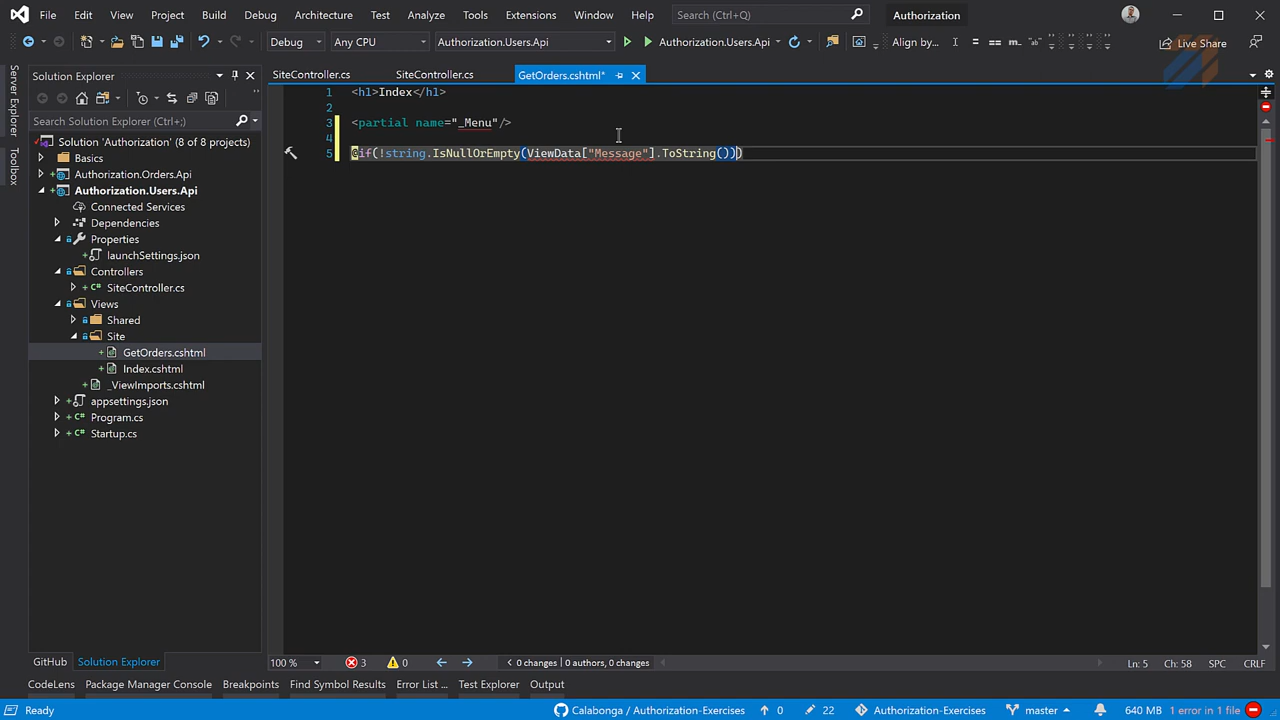 File Edit View Project Build Debug Architecture Test Analyze Tools Extensions Window Help Search (Ctrl+Q) Authorization
Debug Any CPU Authorization.Users.Api Authorization.Users.Api Align by... Live Share
Server Explorer
Toolbox
Solution Explorer
Search Solution Explorer (Ctrl+;)
Solution 'Authorization' (8 of 8 projects)
Basics
Authorization.Orders.Api
Authorization.Users.Api
Connected Services
Dependencies
Properties
launchSettings.json
Controllers
SiteController.cs
Views
Shared
Site
GetOrders.cshtml
Index.cshtml
_ViewImports.cshtml
appsettings.json
Program.cs
Startup.cs
GitHub Solution Explorer
SiteController.cs SiteController.cs GetOrders.cshtml*
1 <h1>Index</h1>
2
3 <partial name="_Menu"/>
4
5 @if(!string.IsNullOrEmpty(ViewData["Message"].ToString()))
100 % 3 0 0 changes | 0 authors, 0 changes Ln: 5 Ch: 58 SPC CRLF
CodeLens Package Manager Console Breakpoints Find Symbol Results Error List ... Test Explorer Output
Ready Calabonga / Authorization-Exercises 0 22 Authorization-Exercises master 640 MB 1 error in 1 file